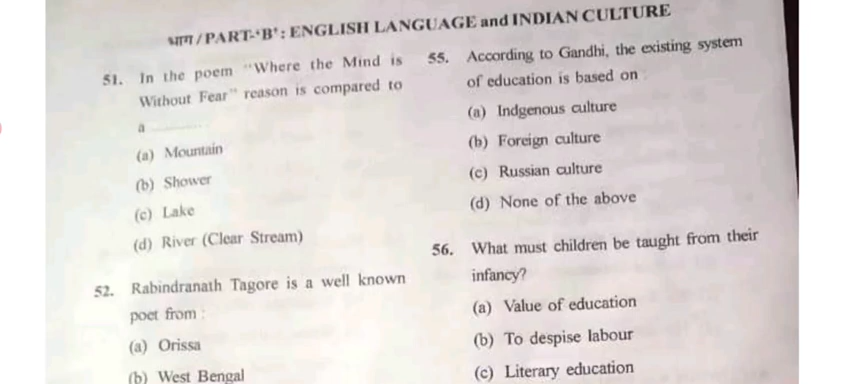 भाग / PART-'B' : ENGLISH LANGUAGE and INDIAN CULTURE
51. In the poem "Where the Mind is
Without Fear" reason is compared to
a ............
(a) Mountain
(b) Shower
(c) Lake
(d) River (Clear Stream)
52. Rabindranath Tagore is a well known
poet from :
(a) Orissa
(b) West Bengal
55. According to Gandhi, the existing system
of education is based on :
(a) Indgenous culture
(b) Foreign culture
(c) Russian culture
(d) None of the above
56. What must children be taught from their
infancy?
(a) Value of education
(b) To despise labour
(c) Literary education